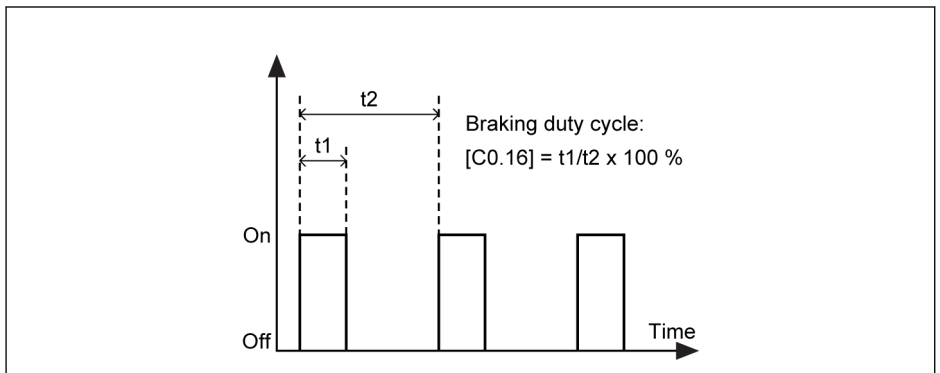 t2
Braking duty cycle:
t1
[C0.16] = t1/t2 x 100 %
On
Off
Time